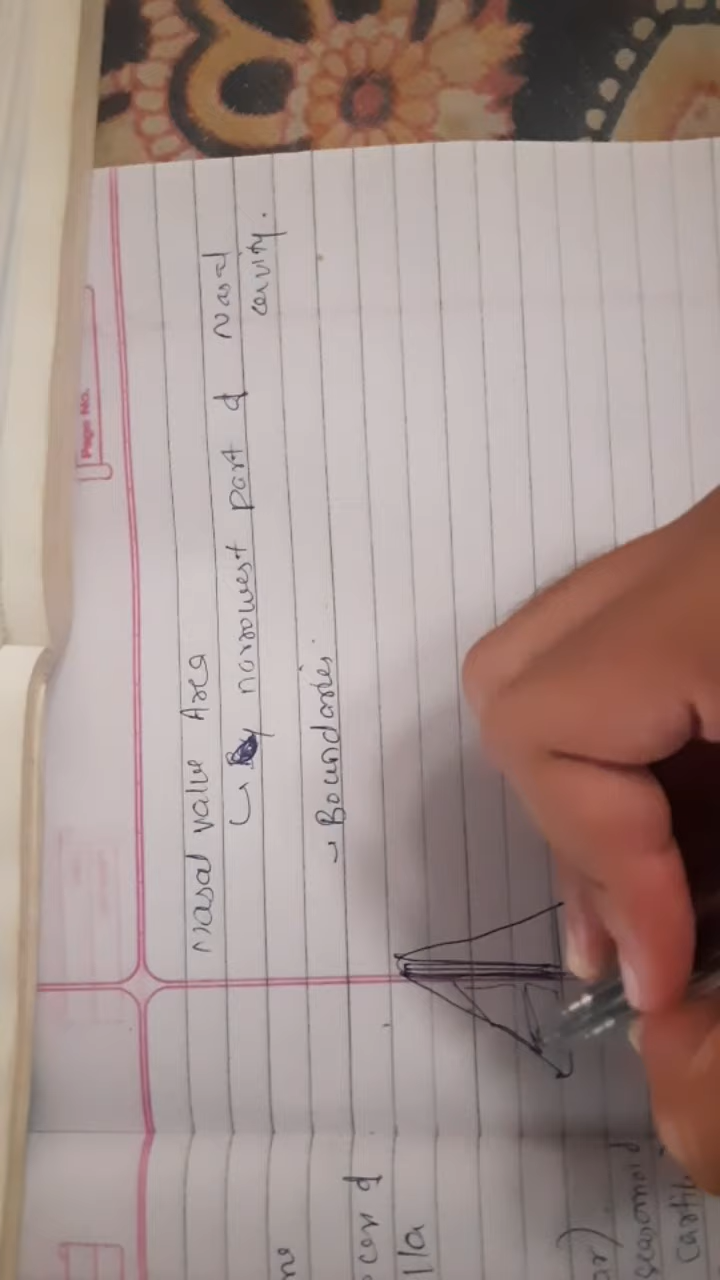 Page No.
Nasal valve Area
↳ narrowest part of Nasal
cavity.
→ Boundaries.